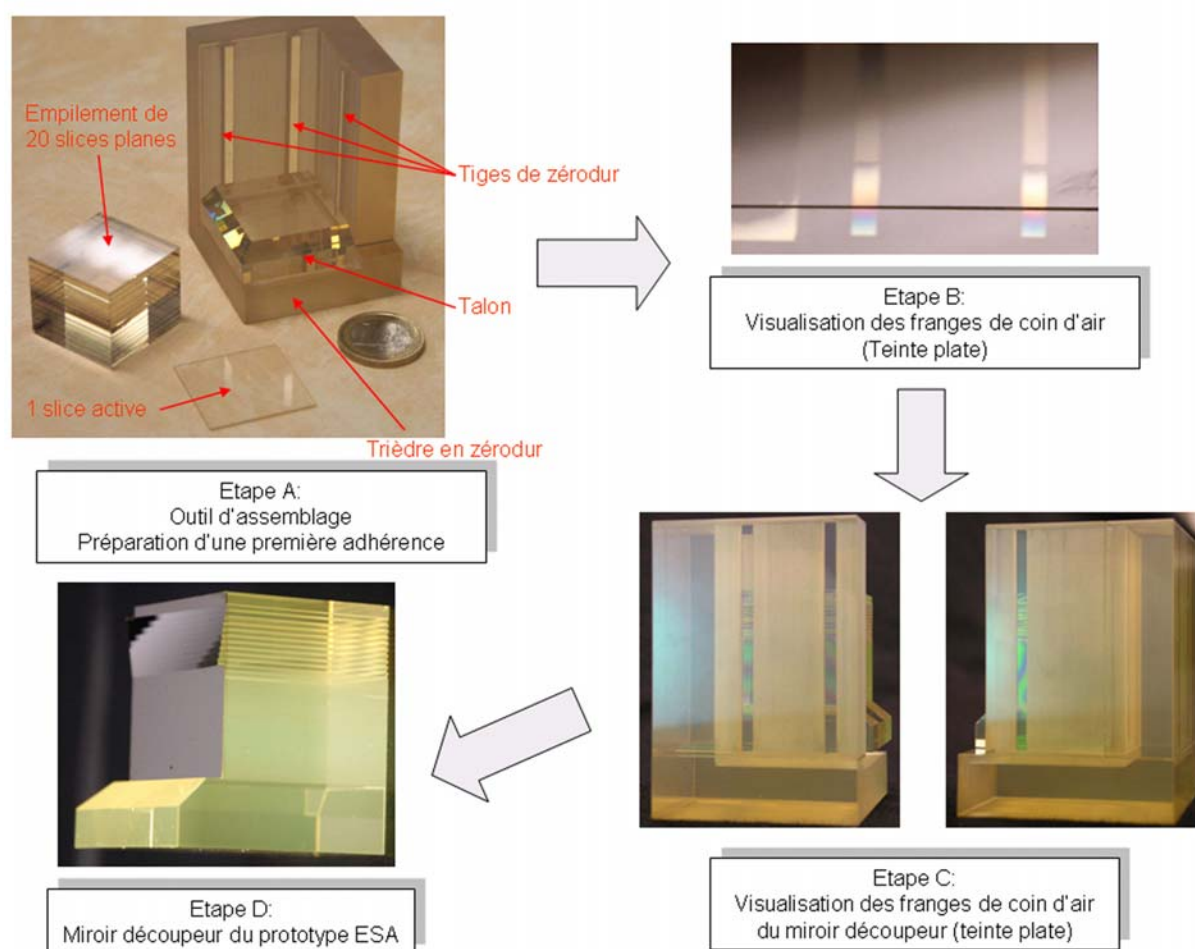 Empilement de
20 slices planes
Tiges de zérodur
Talon
1 slice active
Trièdre en zérodur
Etape A:
Outil d'assemblage
Préparation d'une première adhérence
Etape B:
Visualisation des franges de coin d'air
(Teinte plate)
Etape C:
Visualisation des franges de coin d'air
du miroir découpeur (teinte plate)
Etape D:
Miroir découpeur du prototype ESA